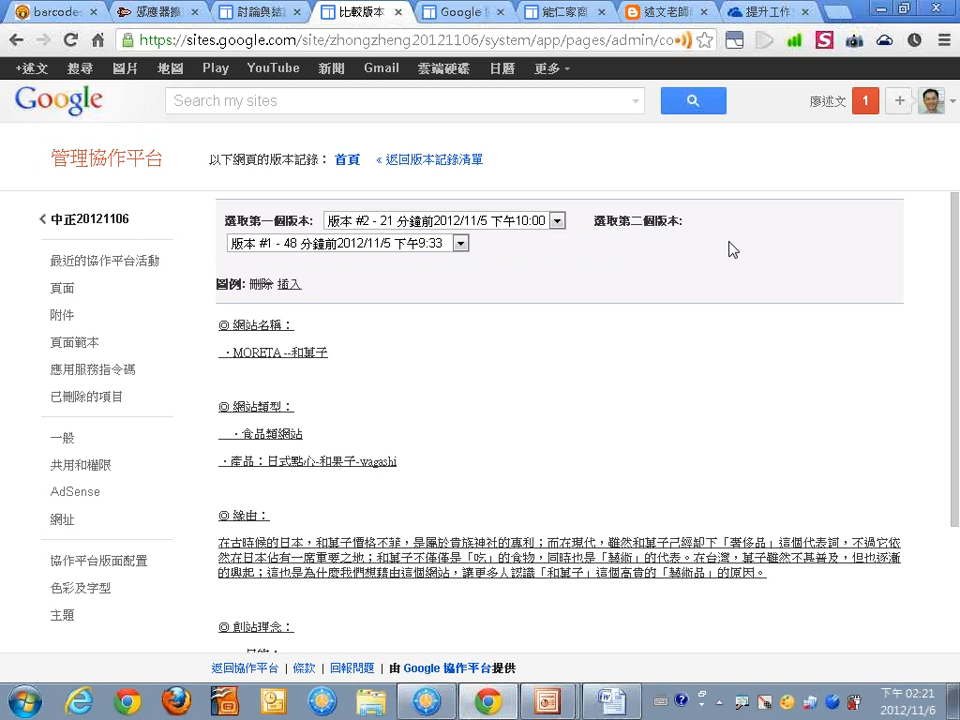 barcodes
感應器
討論與結
比較版本
Google
能仁家商
述文老師
提升工作
https://sites.google.com/site/zhongzheng20121106/system/app/pages/admin/co
+述文 搜尋 圖片 地圖 Play YouTube 新聞 Gmail 雲端硬碟 日曆 更多
Google
Search my sites
廖述文 1 +
管理協作平台
以下網頁的版本記錄： 首頁 « 返回版本記錄清單
中正20121106
最近的協作平台活動
頁面
附件
頁面範本
應用服務指令碼
已刪除的項目
一般
共用和權限
AdSense
網址
協作平台版面配置
色彩及字型
主題
選取第一個版本: 版本 #2 - 21 分鐘前2012/11/5 下午10:00 選取第二個版本:
版本 #1 - 48 分鐘前2012/11/5 下午9:33
圖例: 刪除 插入
◎ 網站名稱：
・MORETA --和菓子
◎ 網站類型：
・食品類網站
・產品：日式點心-和果子-wagashi
◎ 緣由：
在古時候的日本，和菓子價格不菲，是屬於貴族神社的專利；而在現代，雖然和菓子已經卸下「奢侈品」這個代表詞，不過它依
然在日本佔有一席重要之地；和菓子不僅僅是「吃」的食物，同時也是「藝術」的代表。在台灣，菓子雖然不甚普及，但也逐漸
的興起；這也是為什麼我們想藉由這個網站，讓更多人認識「和菓子」這個高貴的「藝術品」的原因。
◎ 創站理念：
返回協作平台 | 條款 | 回報問題 | 由 Google 協作平台提供
下午 02:21
2012/11/6